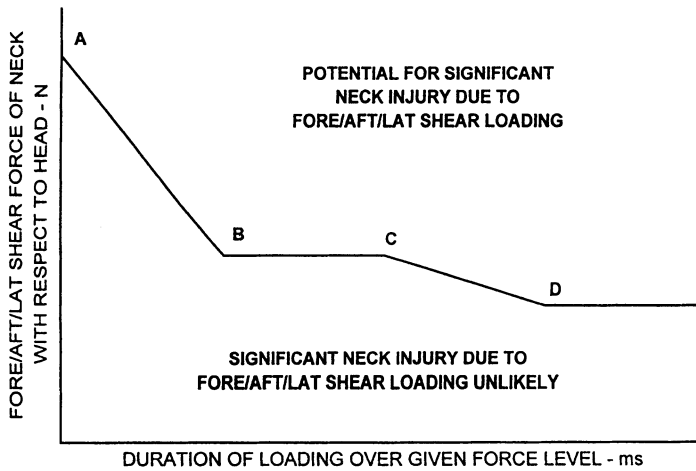 FORE/AFT/LAT SHEAR FORCE OF NECK
WITH RESPECT TO HEAD - N
A
POTENTIAL FOR SIGNIFICANT
NECK INJURY DUE TO
FORE/AFT/LAT SHEAR LOADING
B
C
D
SIGNIFICANT NECK INJURY DUE TO
FORE/AFT/LAT SHEAR LOADING UNLIKELY
DURATION OF LOADING OVER GIVEN FORCE LEVEL - ms